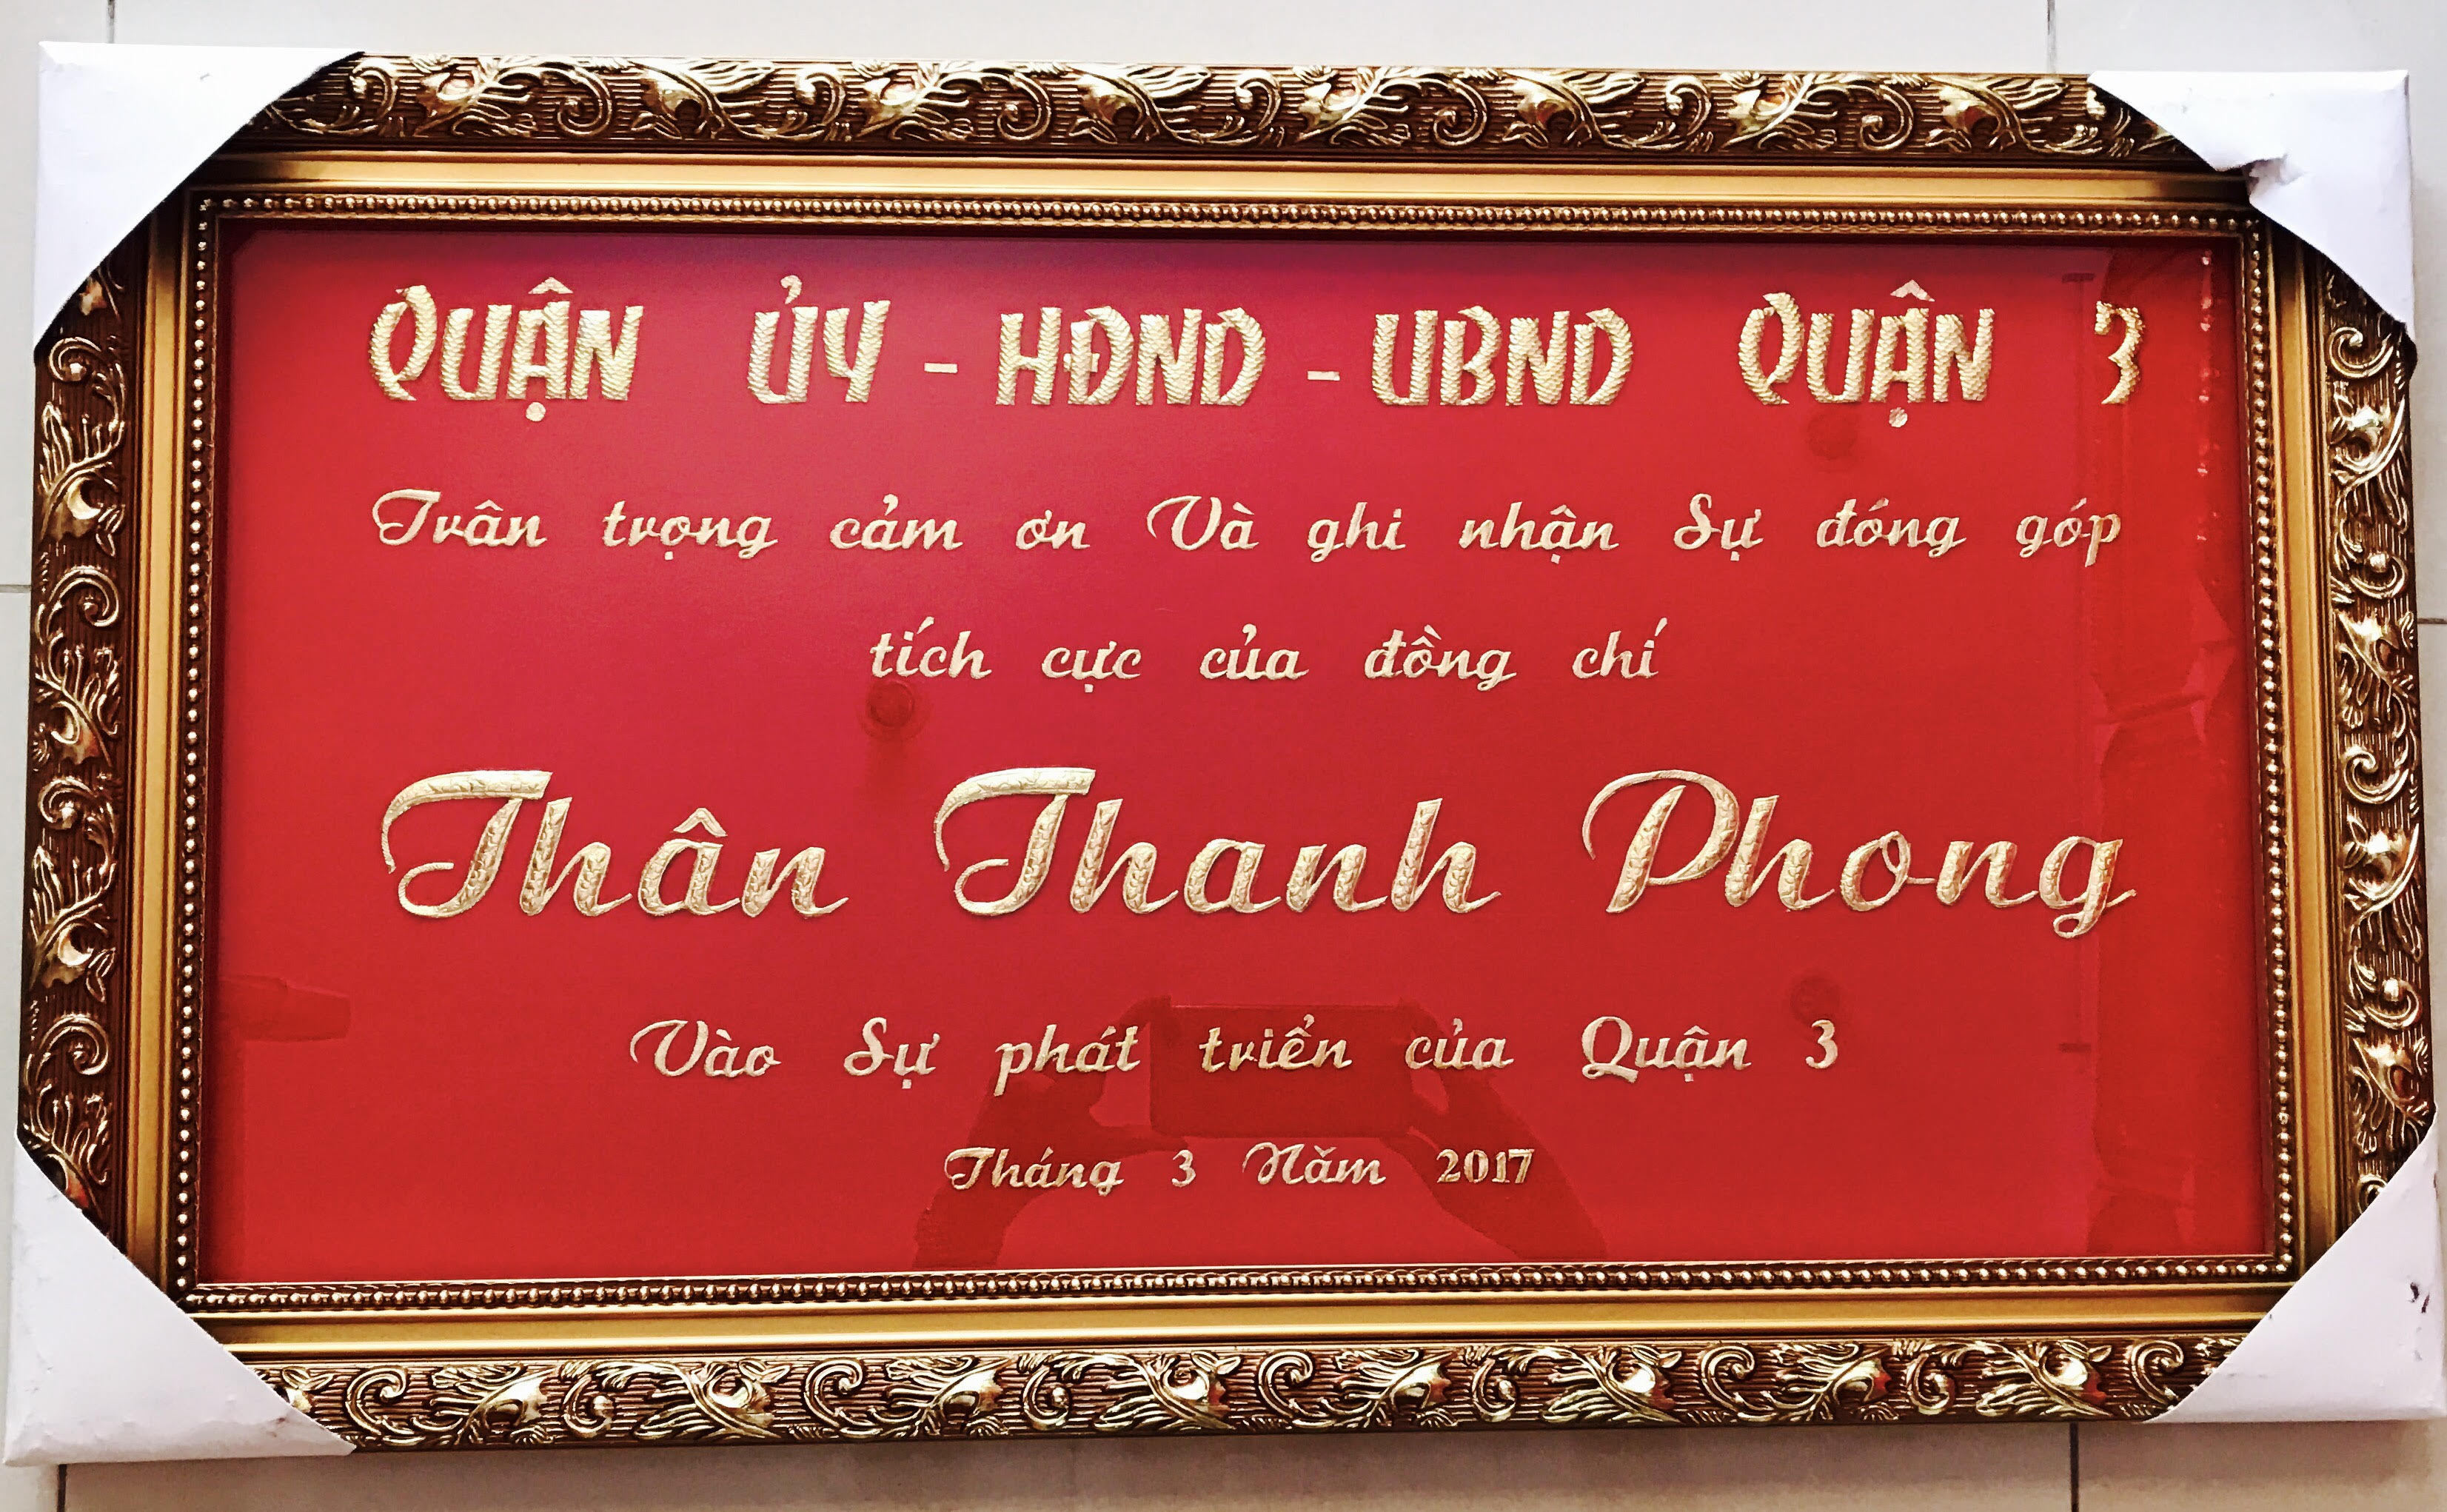 QUẬN ỦY - HĐND - UBND QUẬN 3
Trân trọng cảm ơn Và ghi nhận Sự đóng góp
tích cực của đồng chí
Thân Thanh Phong
Vào Sự phát triển của Quận 3
Tháng 3 Năm 2017